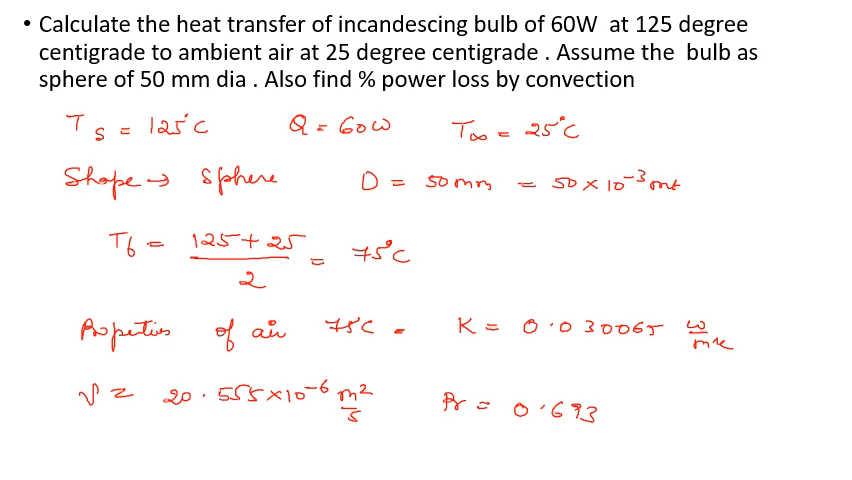 • Calculate the heat transfer of incandescing bulb of 60W at 125 degree
centigrade to ambient air at 25 degree centigrade . Assume the bulb as
sphere of 50 mm dia . Also find % power loss by convection
T s = 125°C Q = 60W T∞ = 25°C
Shape → Sphere D = 50 mm = 50 × 10⁻³ mt
Tf = (125 + 25) / 2 = 75°C
Properties of air 75°C = K = 0.030065 w/mk
ν = 20.555 × 10⁻⁶ m²/s Pr = 0.693